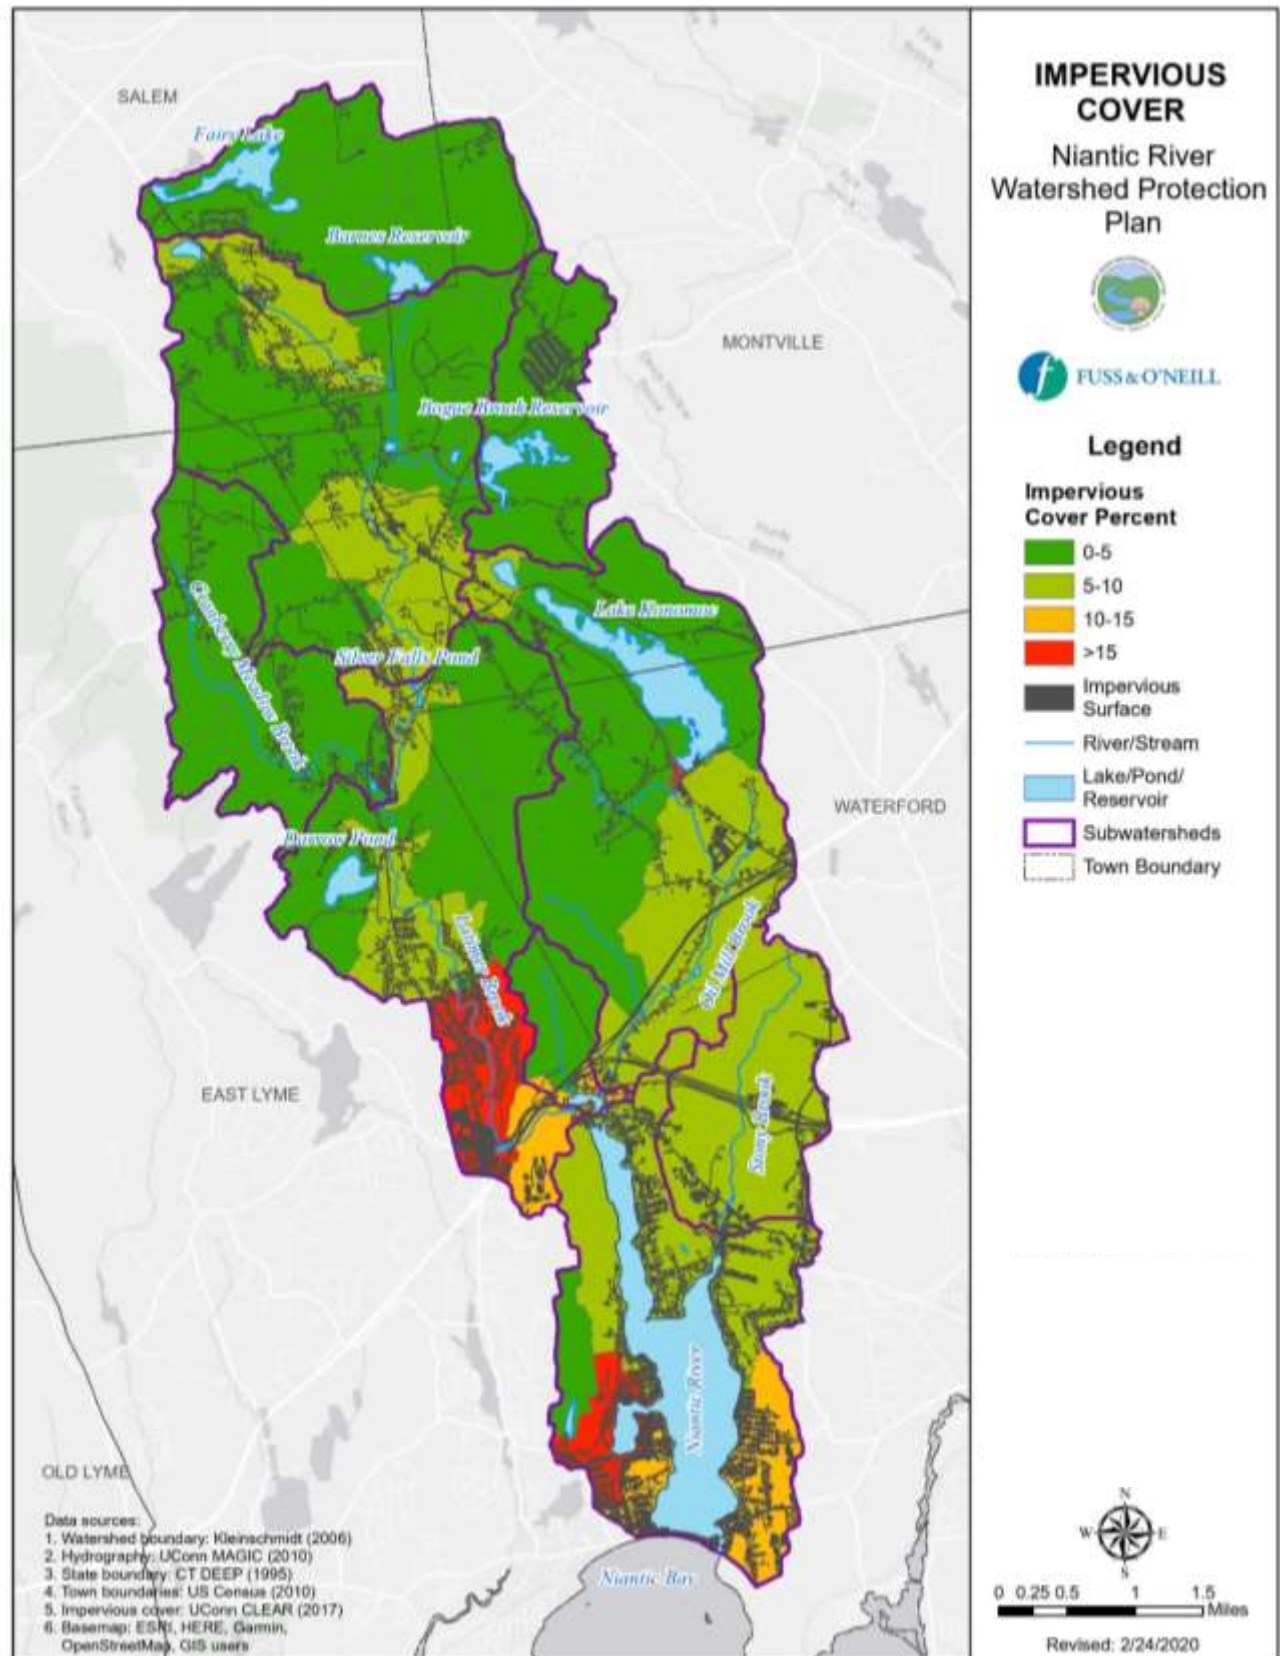 IMPERVIOUS
COVER
Niantic River
Watershed Protection
Plan
FUSS & O'NEILL
Legend
Impervious
Cover Percent
0-5
5-10
10-15
>15
Impervious
Surface
River/Stream
Lake/Pond/
Reservoir
Subwatersheds
Town Boundary
N
W
E
S
0 0.25 0.5 1 1.5
Miles
Revised: 2/24/2020
SALEM
Fairy Lake
Barnes Reservoir
MONTVILLE
Bogue Brook Reservoir
Lake Konomoc
Cranberry Meadow Brook
Silver Falls Pond
WATERFORD
Darrow Pond
Latimer Brook
Oil Mill Brook
EAST LYME
Stony Brook
Niantic River
OLD LYME
Niantic Bay
Data sources:
1. Watershed boundary: Kleinschmidt (2006)
2. Hydrography: UConn MAGIC (2010)
3. State boundary: CT DEEP (1995)
4. Town boundaries: US Census (2010)
5. Impervious cover: UConn CLEAR (2017)
6. Basemap: ESRI, HERE, Garmin,
OpenStreetMap, GIS users